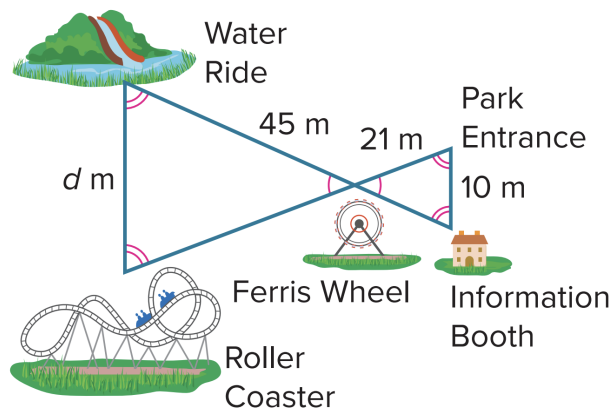 Water
Ride
Park
Entrance
45 m
21 m
d m
10 m
Ferris Wheel
Information
Booth
Roller
Coaster